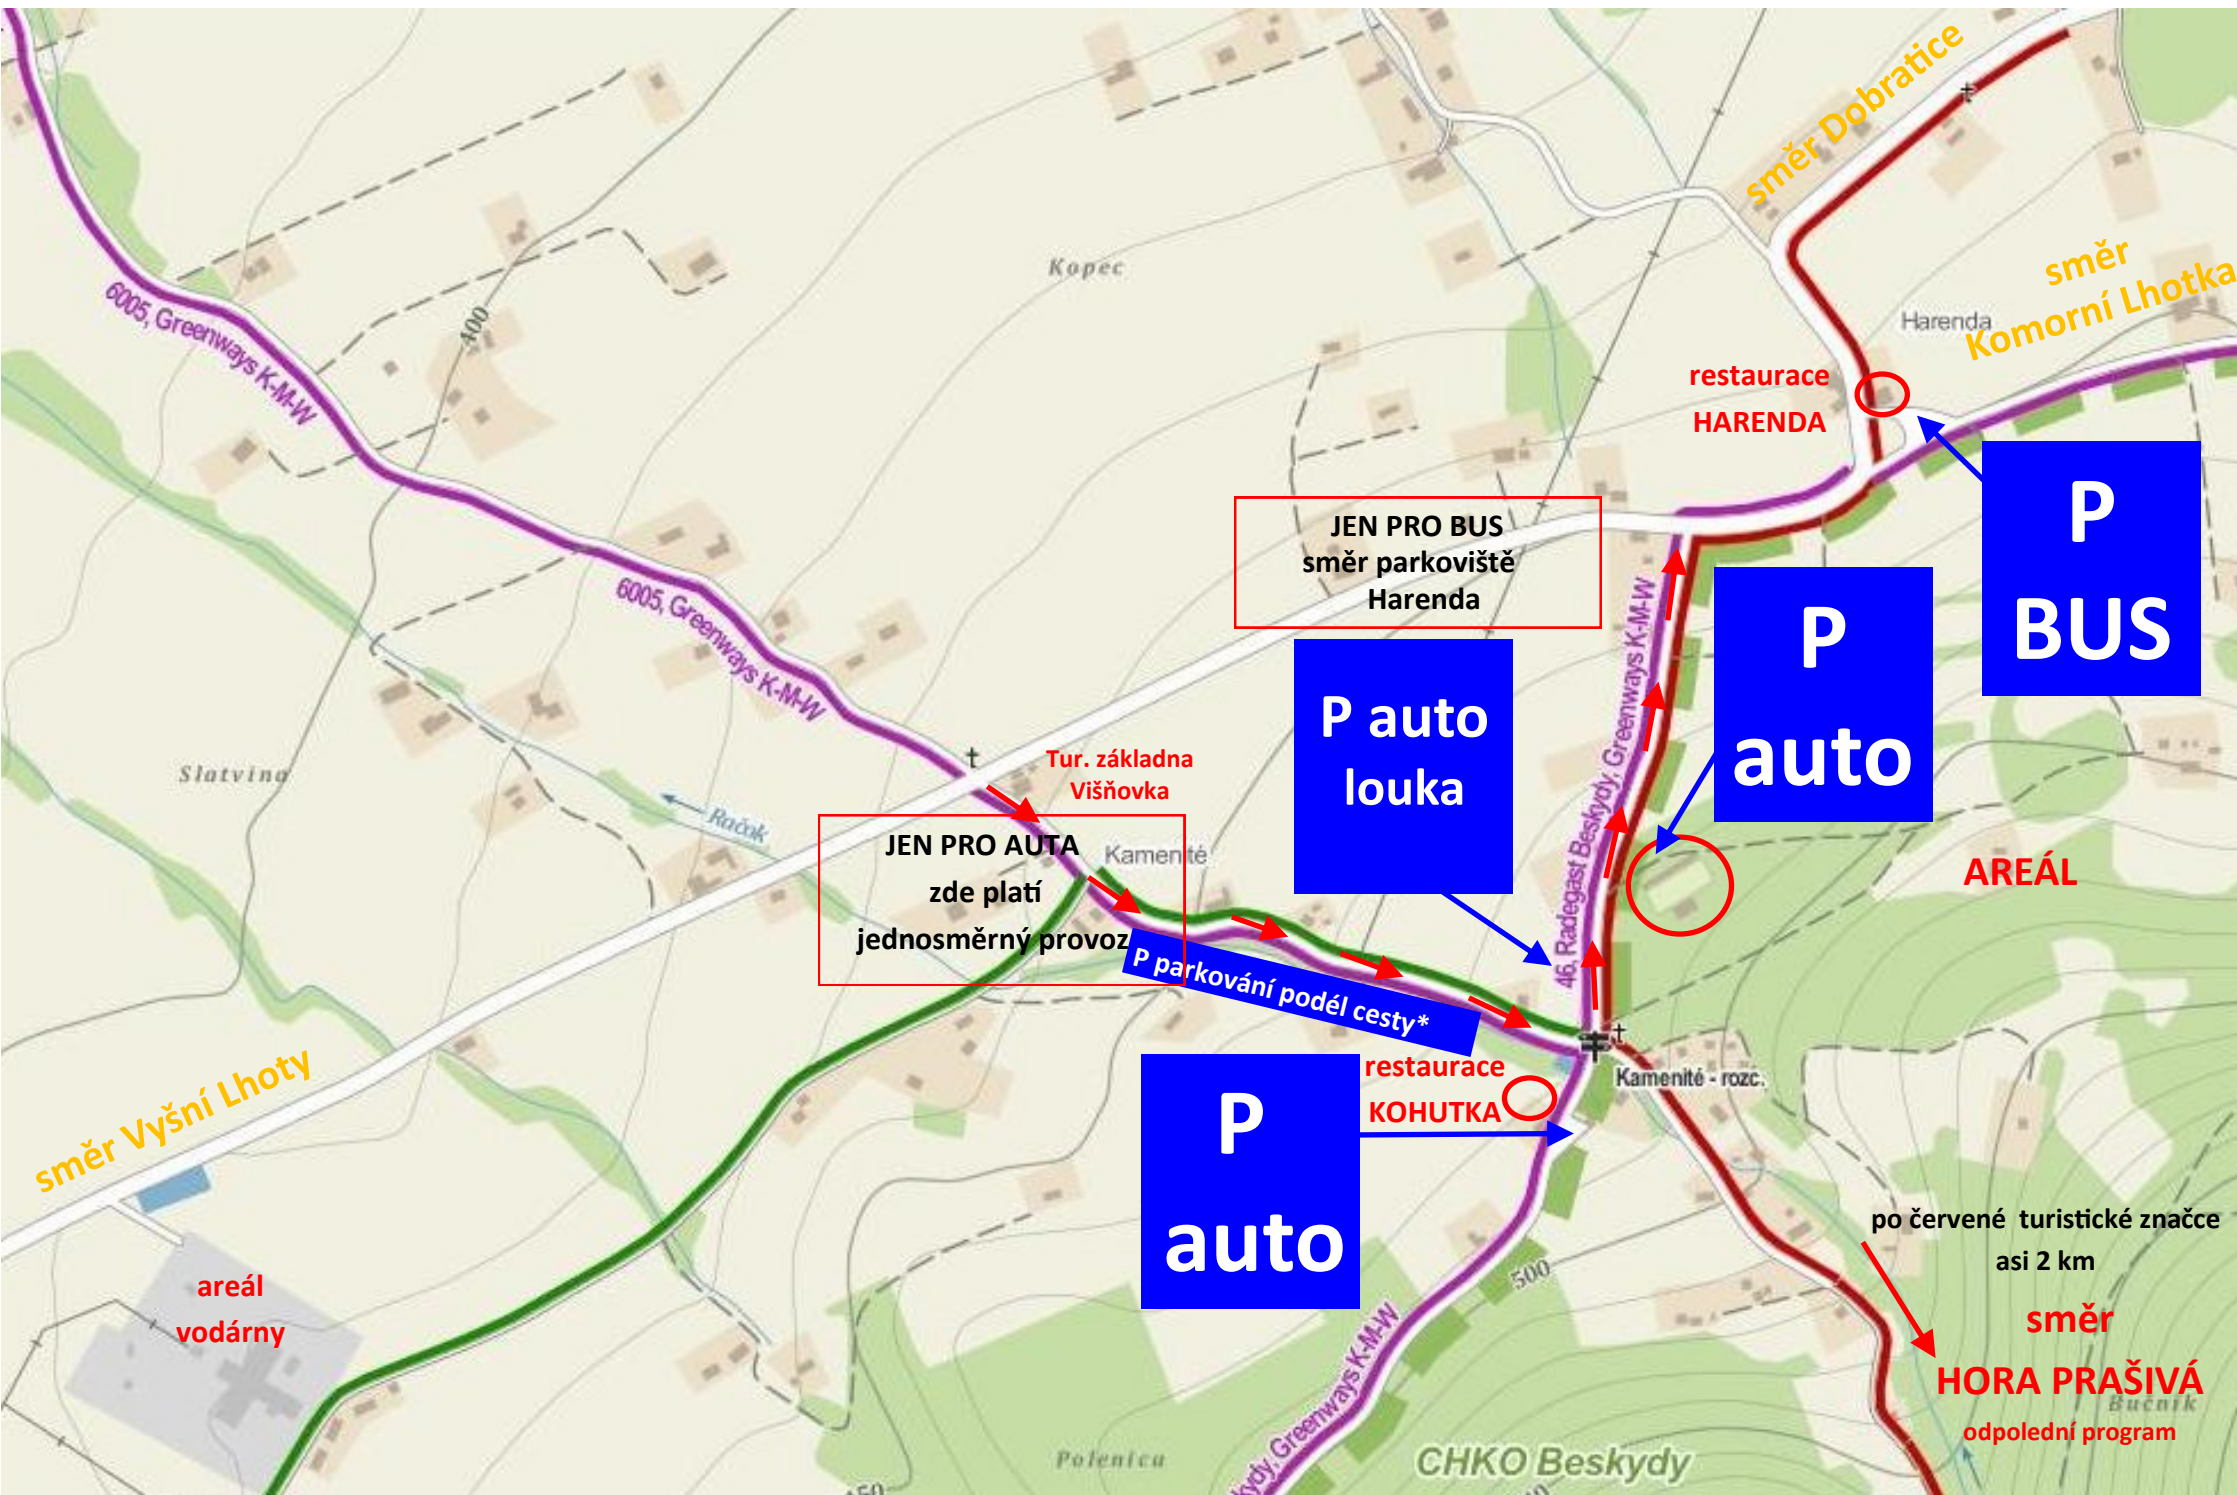 směr Dobratice
směr
Komorní Lhotka
Kopec
Harenda
6005, Greenways K-M-W
400
restaurace
HARENDA
P
BUS
JEN PRO BUS
směr parkoviště
Harenda
P
auto
6005, Greenways K-M-W
P auto
louka
46, Radegast Beskydy, Greenways K-M-W
Slatvina
Račok
Tur. základna
Višňovka
JEN PRO AUTA
zde platí
jednosměrný provoz
Kamenité
AREÁL
P parkování podél cesty*
směr Vyšní Lhoty
restaurace
KOHUTKA
Kamenité - rozc.
P
auto
po červené turistické značce
asi 2 km
směr
HORA PRAŠIVÁ
Bučník
odpolední program
areál
vodárny
500
kydy, Greenways K-M-W
Polenica
CHKO Beskydy